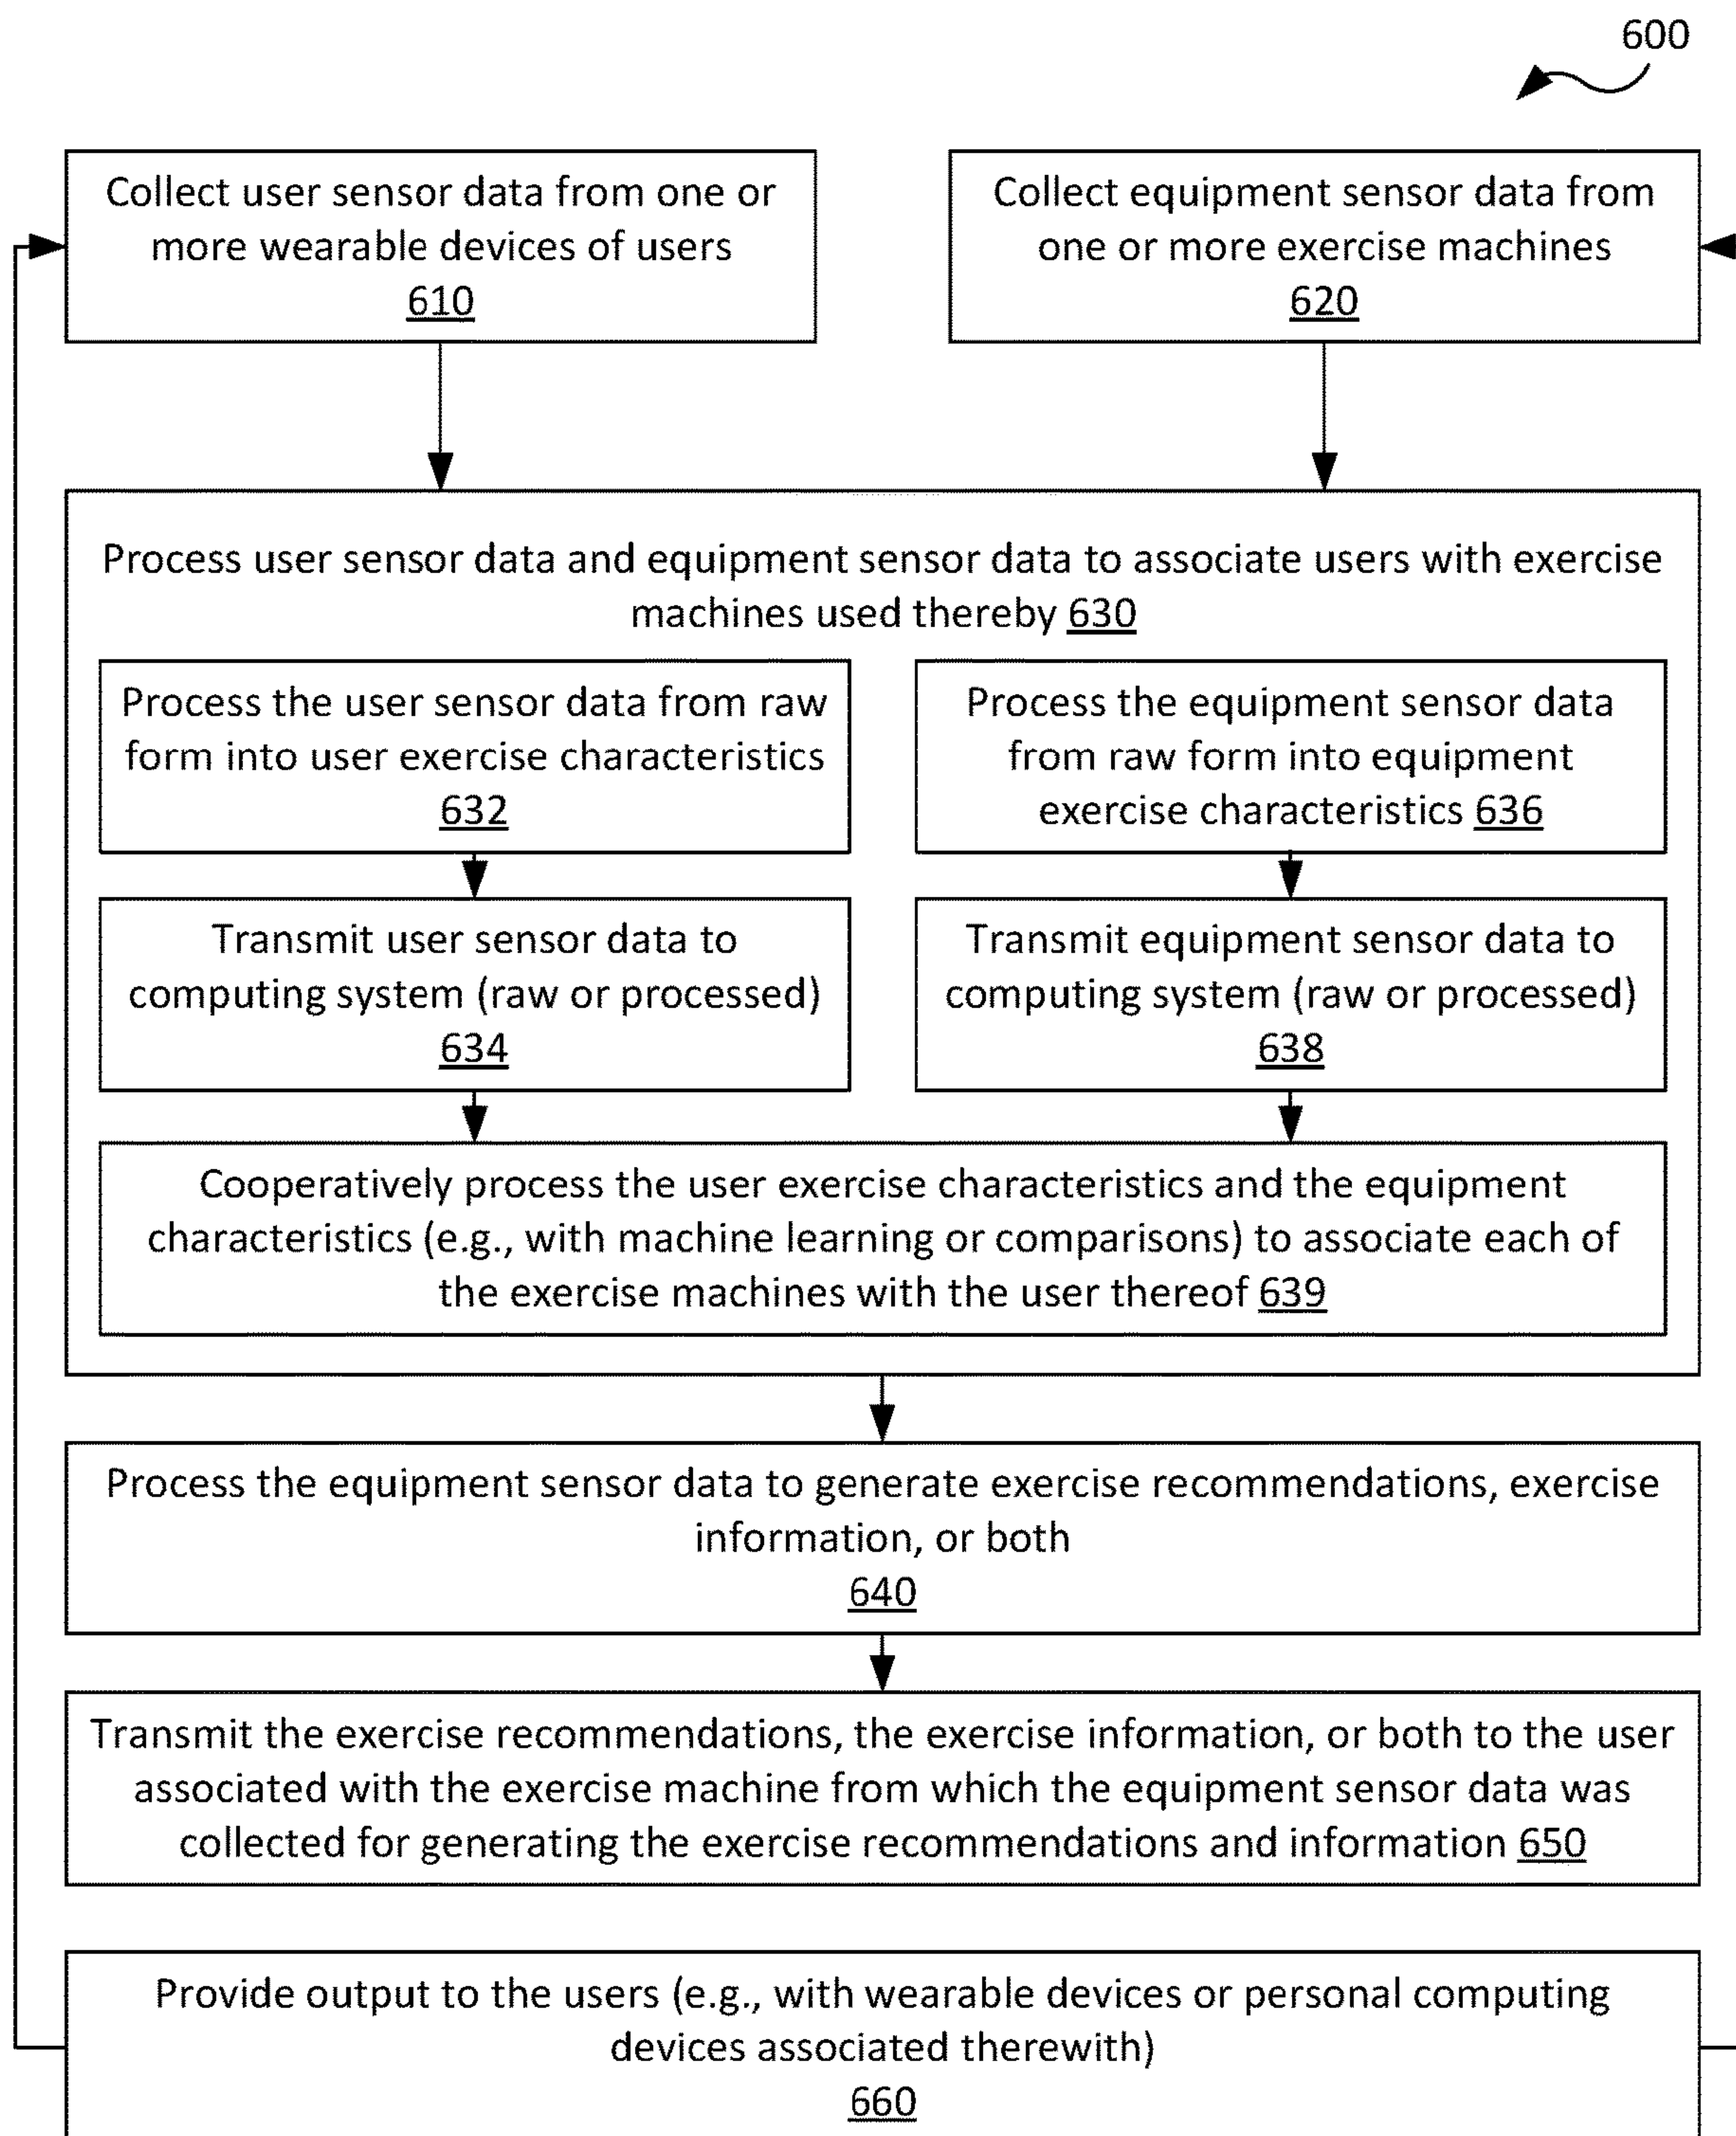 600
Collect user sensor data from one or
more wearable devices of users
610
Collect equipment sensor data from
one or more exercise machines
620
Process user sensor data and equipment sensor data to associate users with exercise
machines used thereby 630
Process the user sensor data from raw
form into user exercise characteristics
632
Process the equipment sensor data
from raw form into equipment
exercise characteristics 636
Transmit user sensor data to
computing system (raw or processed)
634
Transmit equipment sensor data to
computing system (raw or processed)
638
Cooperatively process the user exercise characteristics and the equipment
characteristics (e.g., with machine learning or comparisons) to associate each of
the exercise machines with the user thereof 639
Process the equipment sensor data to generate exercise recommendations, exercise
information, or both
640
Transmit the exercise recommendations, the exercise information, or both to the user
associated with the exercise machine from which the equipment sensor data was
collected for generating the exercise recommendations and information 650
Provide output to the users (e.g., with wearable devices or personal computing
devices associated therewith)
660